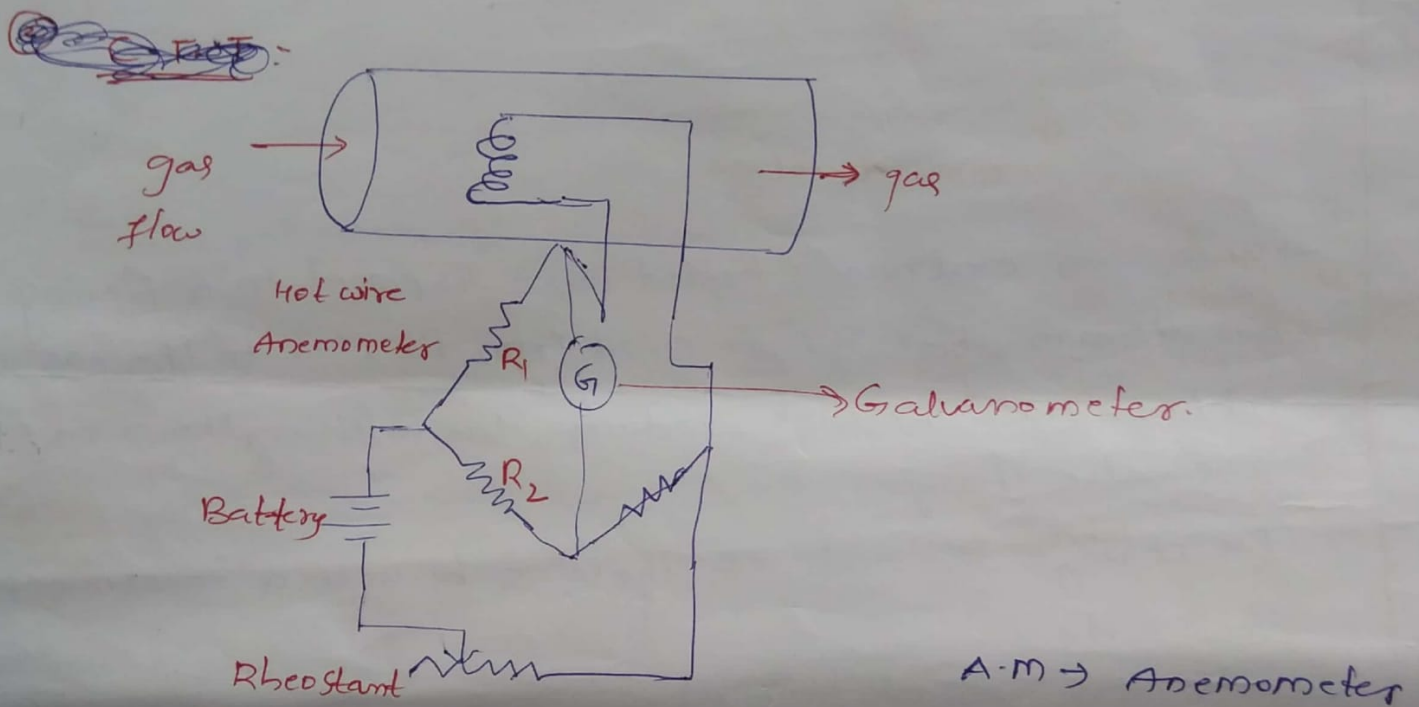 gas
flow
gas
Hot wire
Anemometer
R1
G
Galvanometer.
R2
Battery
Rheostant
A.M → Anemometer